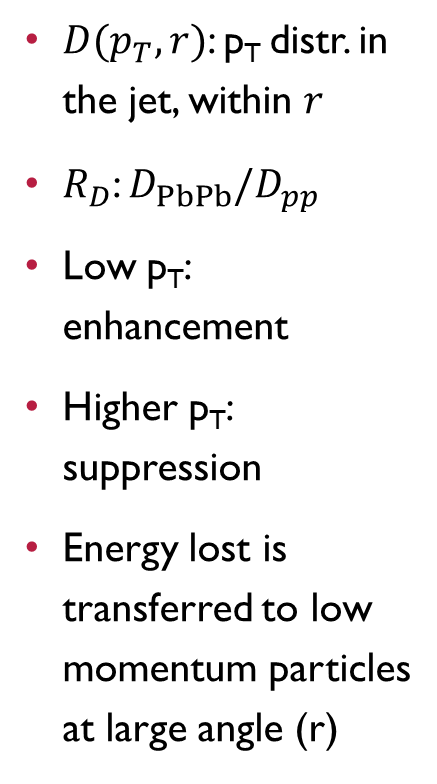 • D(p_T, r): p_T distr. in
the jet, within r
• R_D: D_PbPb/D_pp
• Low p_T:
enhancement
• Higher p_T:
suppression
• Energy lost is
transferred to low
momentum particles
at large angle (r)